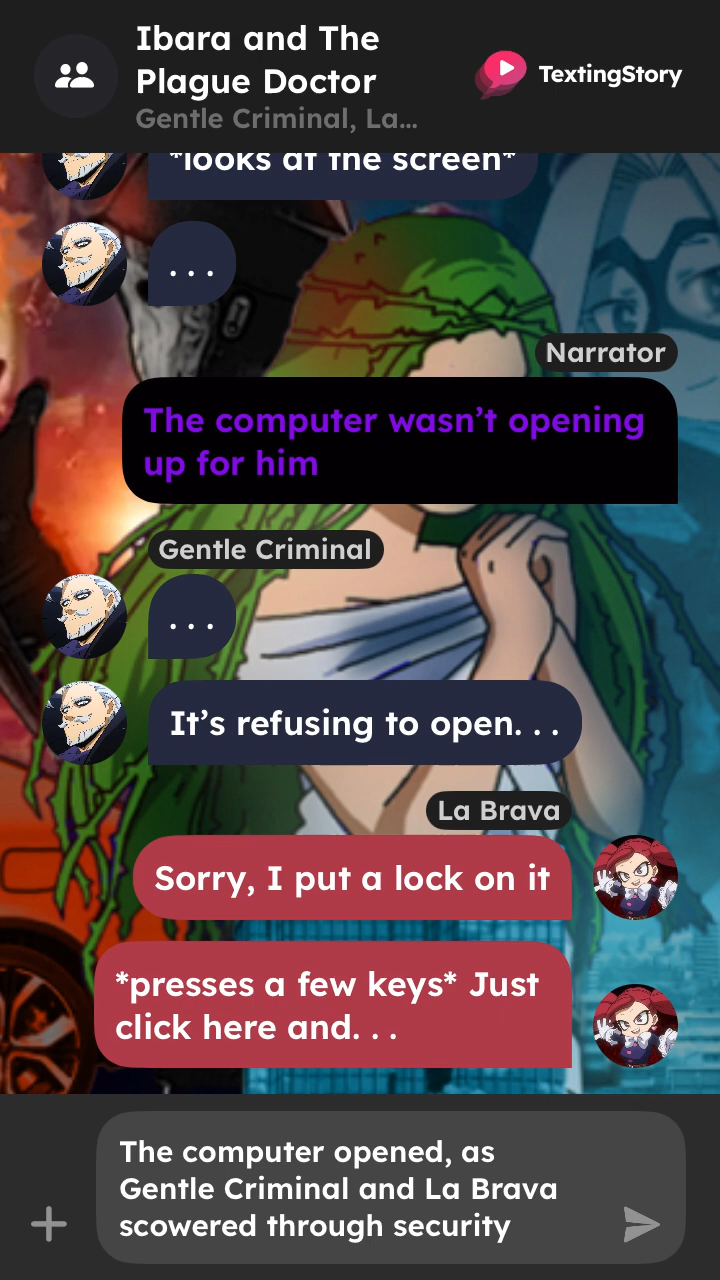 Ibara and The
Plague Doctor
Gentle Criminal, La...
TextingStory
*looks at the screen*
. . .
Narrator
The computer wasn't opening
up for him
Gentle Criminal
. . .
It's refusing to open. . .
La Brava
Sorry, I put a lock on it
*presses a few keys* Just
click here and. . .
The computer opened, as
Gentle Criminal and La Brava
scowered through security